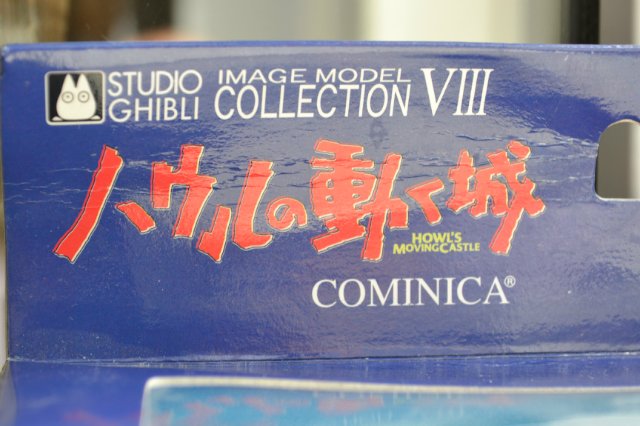 STUDIO GHIBLI
IMAGE MODEL COLLECTION VIII
ハウルの動く城
HOWL'S MOVING CASTLE
COMINICA®